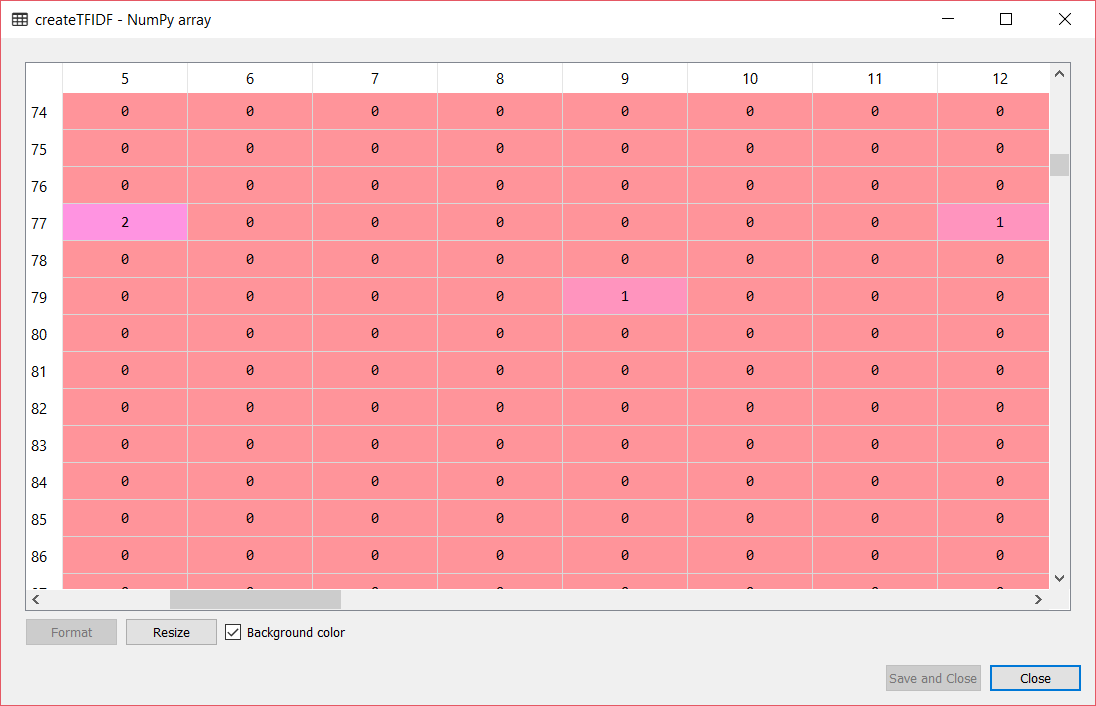 createTFIDF - NumPy array
5 6 7 8 9 10 11 12
74 0 0 0 0 0 0 0 0
75 0 0 0 0 0 0 0 0
76 0 0 0 0 0 0 0 0
77 2 0 0 0 0 0 0 1
78 0 0 0 0 0 0 0 0
79 0 0 0 0 1 0 0 0
80 0 0 0 0 0 0 0 0
81 0 0 0 0 0 0 0 0
82 0 0 0 0 0 0 0 0
83 0 0 0 0 0 0 0 0
84 0 0 0 0 0 0 0 0
85 0 0 0 0 0 0 0 0
86 0 0 0 0 0 0 0 0
Format Resize Background color
Save and Close Close